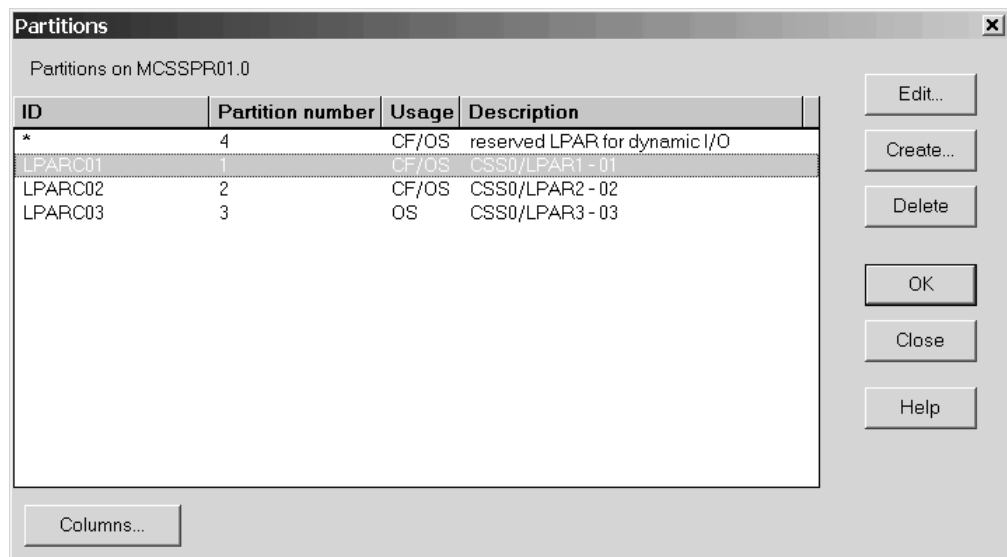 Partitions
Partitions on MCSSPR01.0
ID Partition number Usage Description
* 4 CF/OS reserved LPAR for dynamic I/O
LPARC01 1 CF/OS CSS0/LPAR1 - 01
LPARC02 2 CF/OS CSS0/LPAR2 - 02
LPARC03 3 OS CSS0/LPAR3 - 03
Edit...
Create...
Delete
OK
Close
Help
Columns...